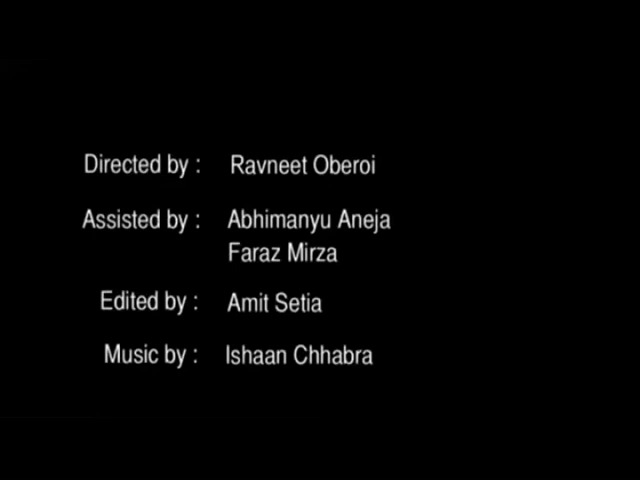 Directed by : Ravneet Oberoi
Assisted by : Abhimanyu Aneja
Faraz Mirza
Edited by : Amit Setia
Music by : Ishaan Chhabra